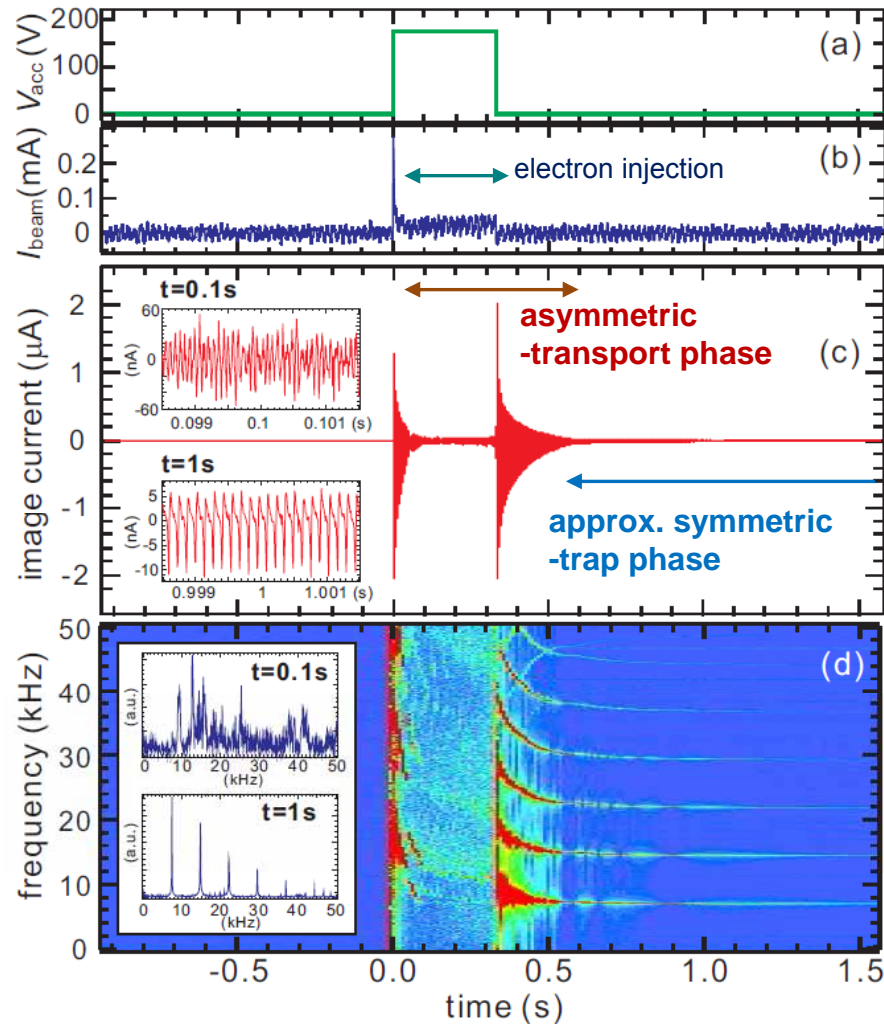 200
100
0
V_acc (V)
(a)
0.2
0.1
0
I_beam (mA)
electron injection
(b)
2
1
0
-1
-2
image current (μA)
t=0.1s
60
0
-60
(nA)
0.099
0.1
0.101 (s)
t=1s
5
0
-5
-10
(nA)
0.999
1
1.001 (s)
asymmetric
-transport phase
(c)
approx. symmetric
-trap phase
50
40
30
20
10
0
frequency (kHz)
(d)
t=0.1s
(a.u.)
0 10 20 30 40 50
(kHz)
t=1s
(a.u.)
0 10 20 30 40 50
(kHz)
-0.5 0.0 0.5 1.0 1.5
time (s)